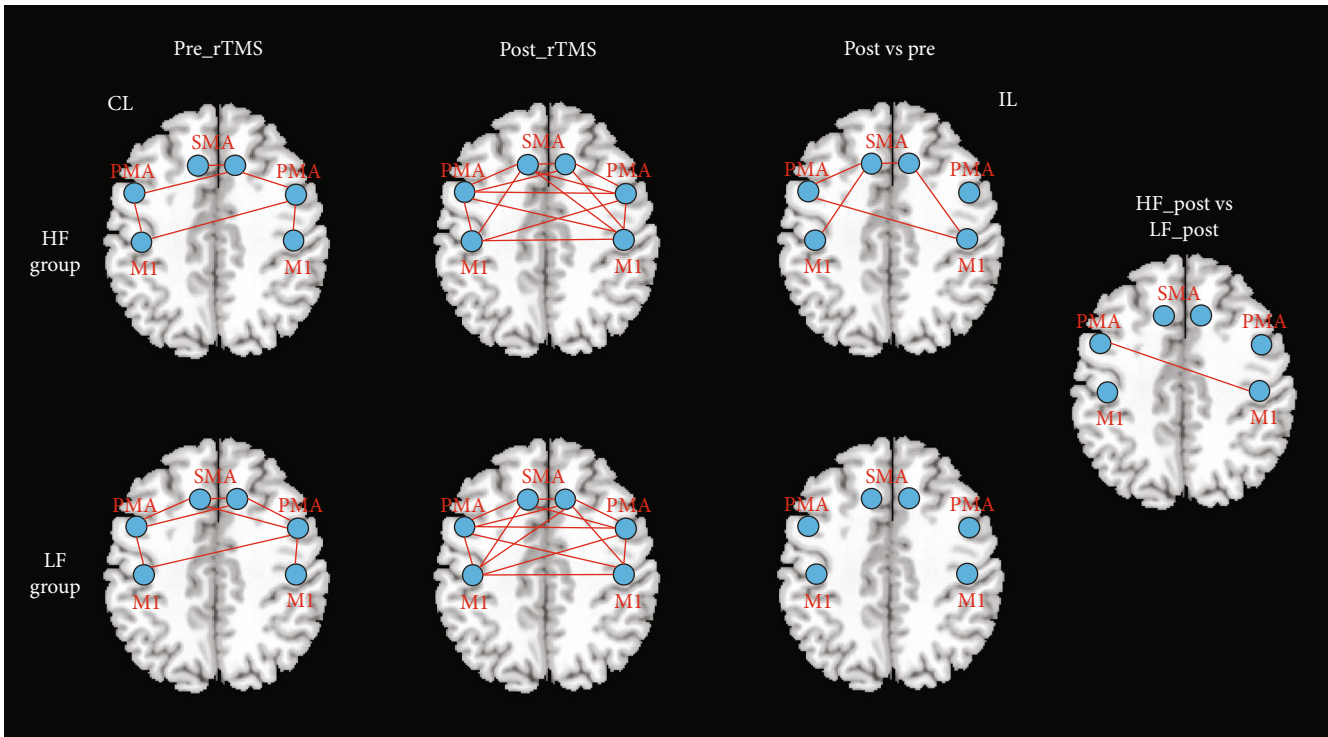 Pre_rTMS
Post_rTMS
Post vs pre
CL
IL
SMA
PMA
PMA
M1
M1
SMA
PMA
PMA
M1
M1
SMA
PMA
PMA
M1
M1
HF
group
HF_post vs
LF_post
SMA
PMA
PMA
M1
M1
SMA
PMA
PMA
M1
M1
SMA
PMA
PMA
M1
M1
SMA
PMA
PMA
M1
M1
LF
group